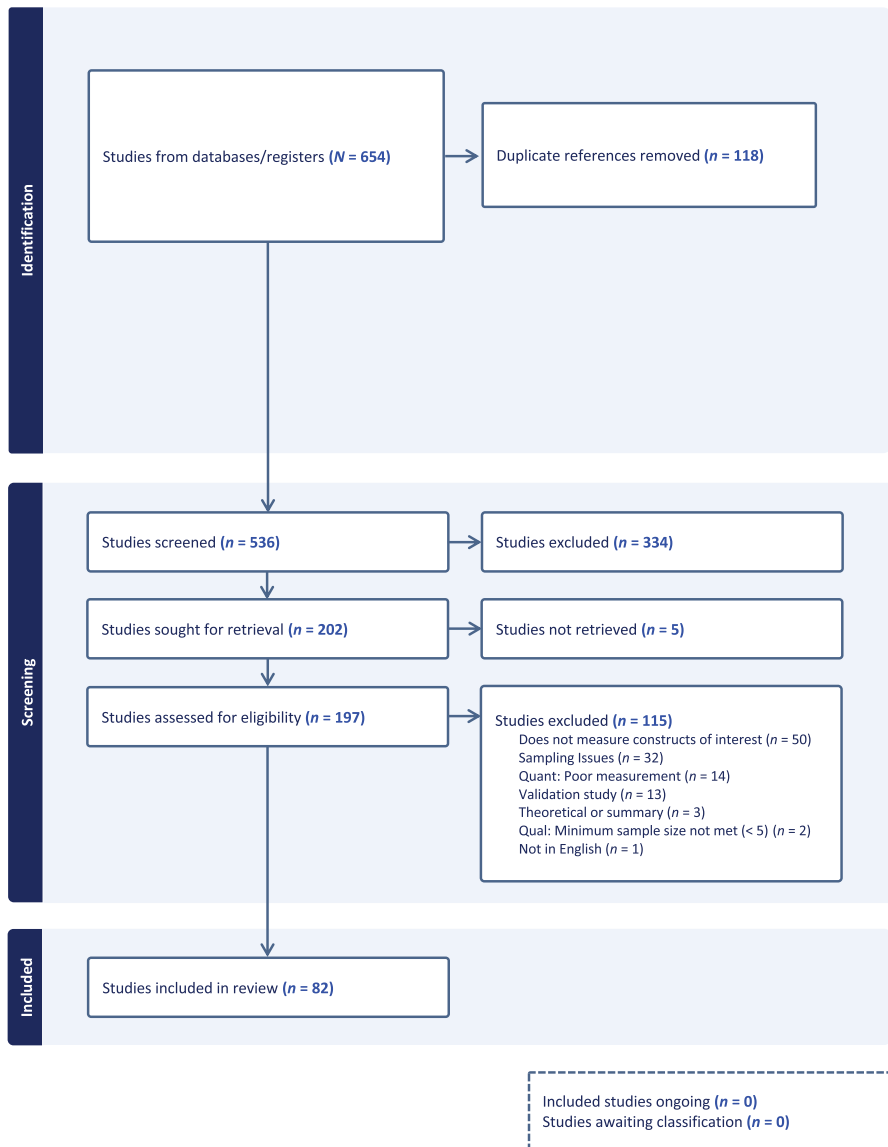 Identification
Studies from databases/registers (N = 654)
Duplicate references removed (n = 118)
Screening
Studies screened (n = 536)
Studies excluded (n = 334)
Studies sought for retrieval (n = 202)
Studies not retrieved (n = 5)
Studies assessed for eligibility (n = 197)
Studies excluded (n = 115)
Does not measure constructs of interest (n = 50)
Sampling Issues (n = 32)
Quant: Poor measurement (n = 14)
Validation study (n = 13)
Theoretical or summary (n = 3)
Qual: Minimum sample size not met (< 5) (n = 2)
Not in English (n = 1)
Included
Studies included in review (n = 82)
Included studies ongoing (n = 0)
Studies awaiting classification (n = 0)